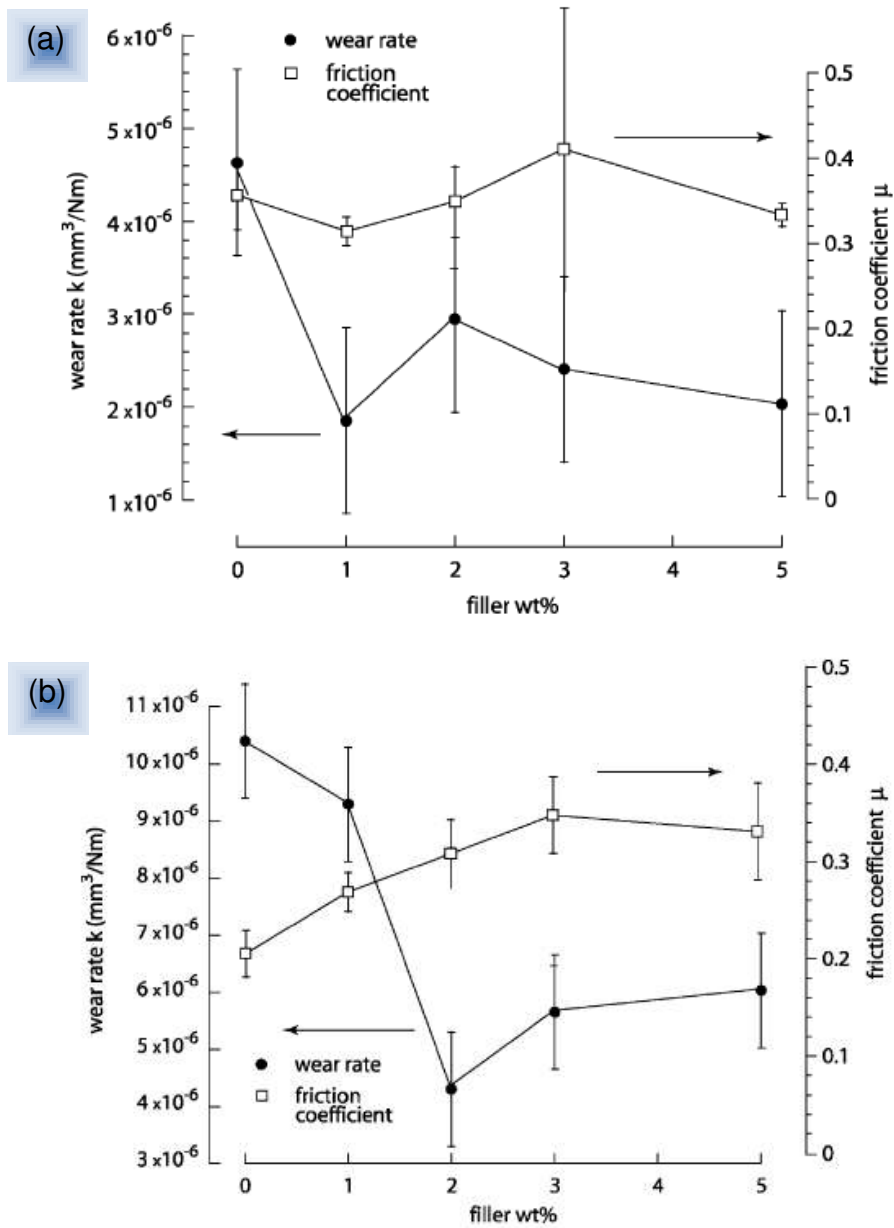 (a)
wear rate
friction
coefficient
6 x10⁻⁶
5 x10⁻⁶
4 x10⁻⁶
3 x10⁻⁶
2 x10⁻⁶
1 x10⁻⁶
wear rate k (mm³/Nm)
0.5
0.4
0.3
0.2
0.1
0
friction coefficient μ
0 1 2 3 4 5
filler wt%
(b)
11 x10⁻⁶
10 x10⁻⁶
9 x10⁻⁶
8 x10⁻⁶
7 x10⁻⁶
6 x10⁻⁶
5 x10⁻⁶
4 x10⁻⁶
3 x10⁻⁶
wear rate k (mm³/Nm)
wear rate
friction
coefficient
0.5
0.4
0.3
0.2
0.1
0
friction coefficient μ
0 1 2 3 4 5
filler wt%